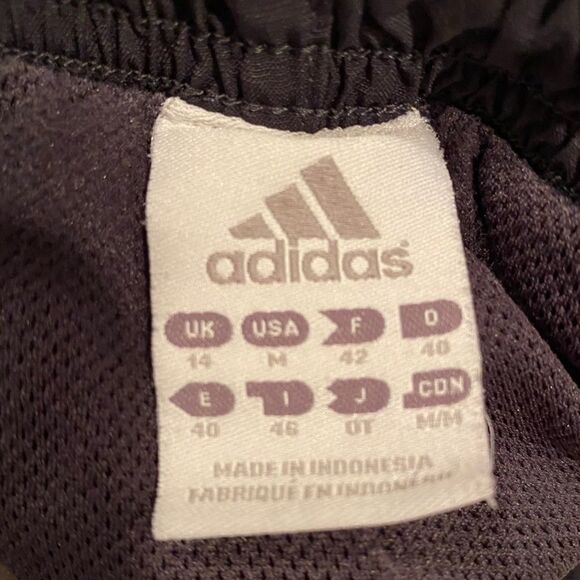 adidas
UK USA F D
14 M 42 40
E I J CDN
40 46 OT M/M
MADE IN INDONESIA
FABRIQUÉ EN INDONÉSIE